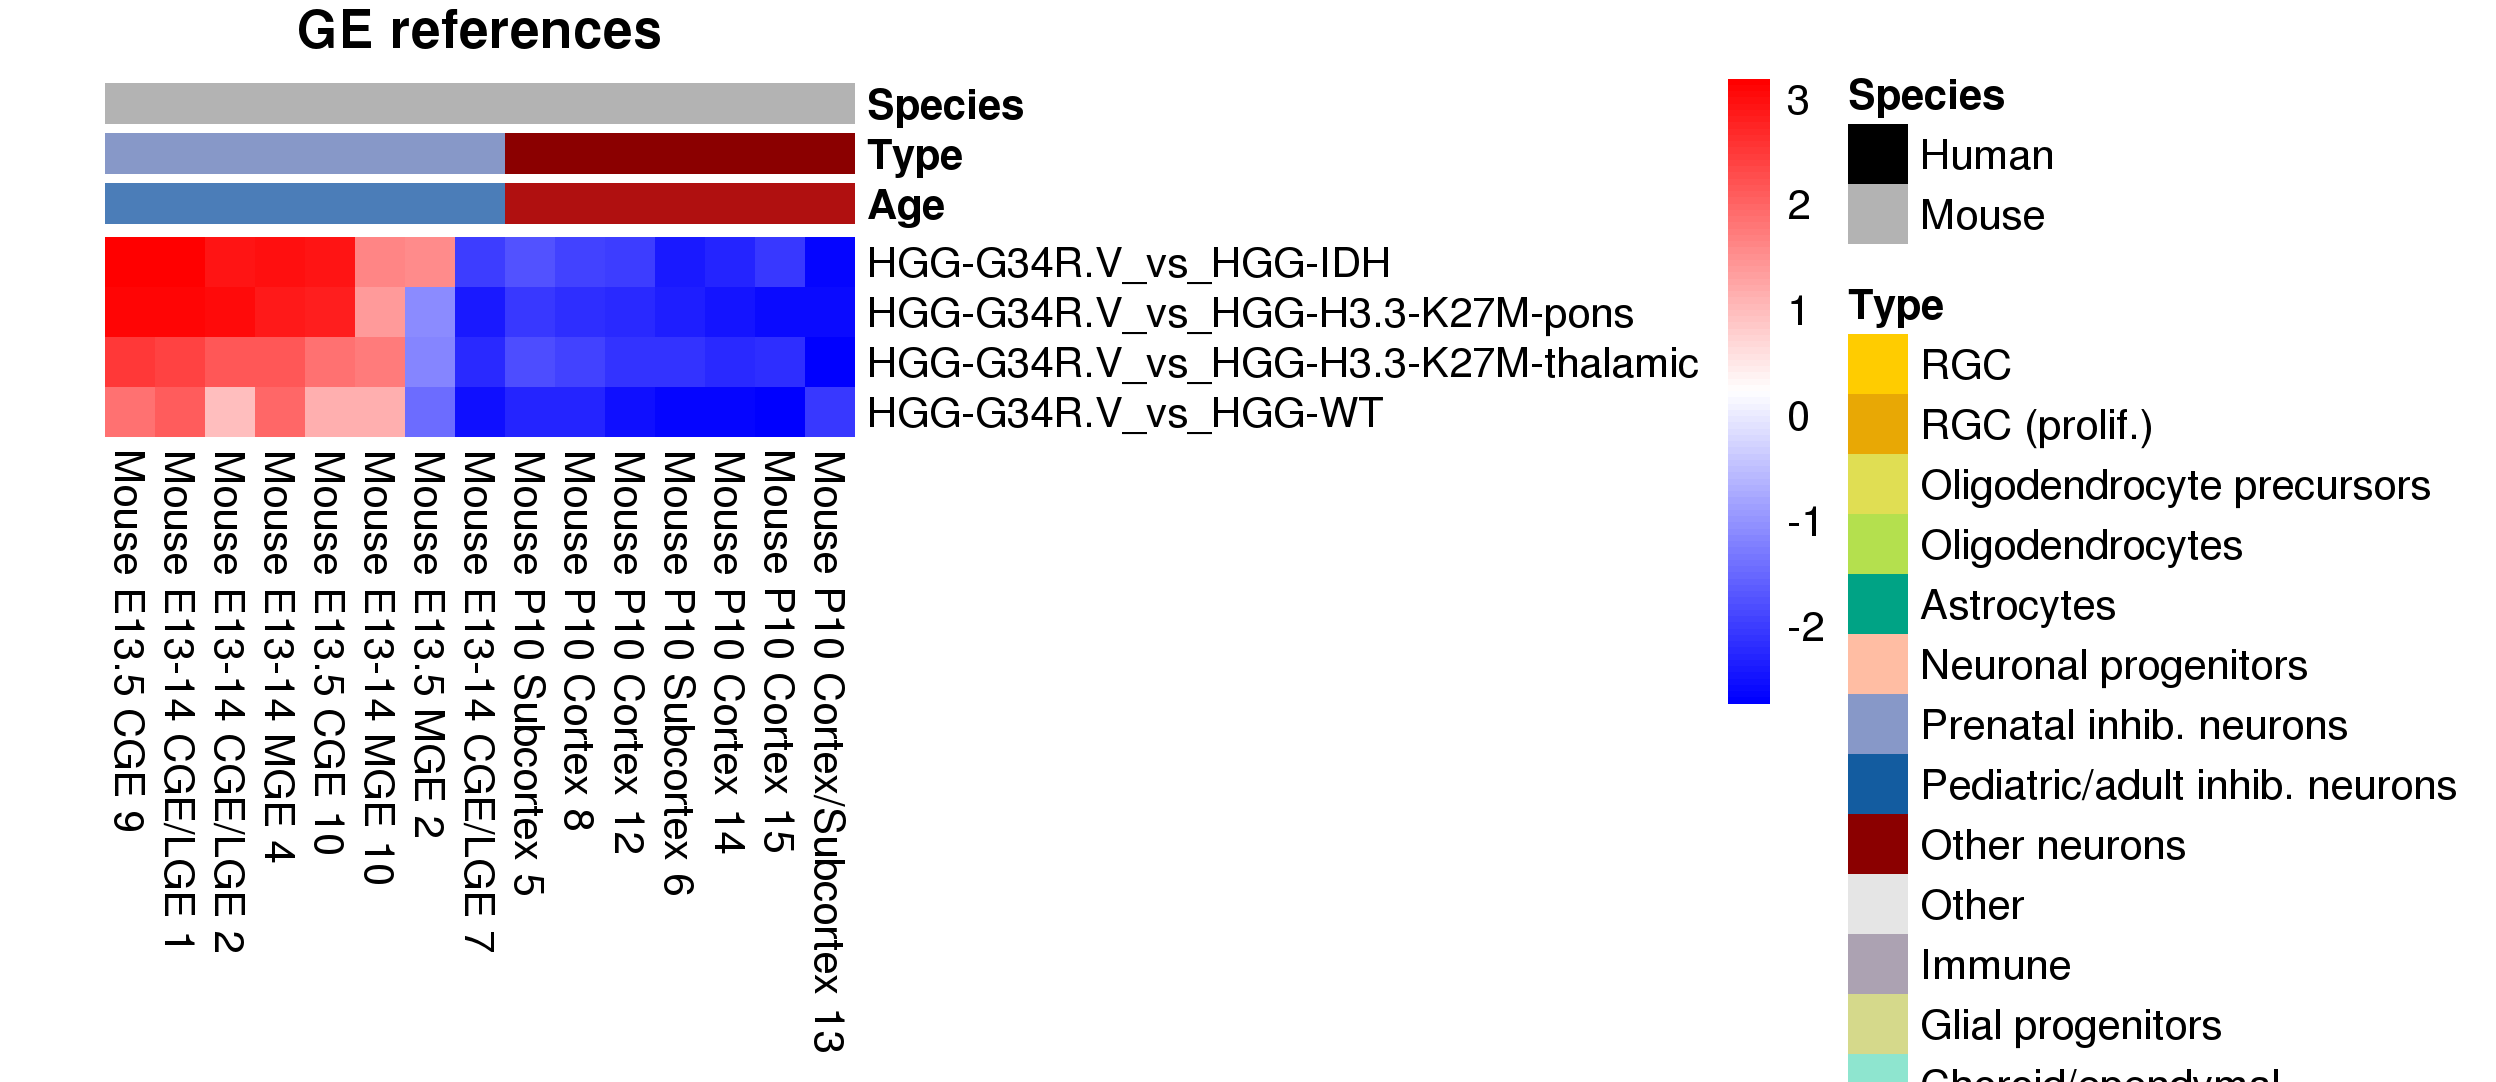 GE references
Species
Type
Age
HGG-G34R.V_vs_HGG-IDH
HGG-G34R.V_vs_HGG-H3.3-K27M-pons
HGG-G34R.V_vs_HGG-H3.3-K27M-thalamic
HGG-G34R.V_vs_HGG-WT
Mouse E13.5 CGE 9
Mouse E13-14 CGE/LGE 1
Mouse E13-14 CGE/LGE 2
Mouse E13-14 MGE 4
Mouse E13.5 CGE 10
Mouse E13-14 MGE 10
Mouse E13.5 MGE 2
Mouse E13-14 CGE/LGE 7
Mouse P10 Subcortex 5
Mouse P10 Cortex 8
Mouse P10 Cortex 12
Mouse P10 Subcortex 6
Mouse P10 Cortex 14
Mouse P10 Cortex 15
Mouse P10 Cortex/Subcortex 13
3
2
1
0
-1
-2
Species
Human
Mouse
Type
RGC
RGC (prolif.)
Oligodendrocyte precursors
Oligodendrocytes
Astrocytes
Neuronal progenitors
Prenatal inhib. neurons
Pediatric/adult inhib. neurons
Other neurons
Other
Immune
Glial progenitors
Choroid/ependymal